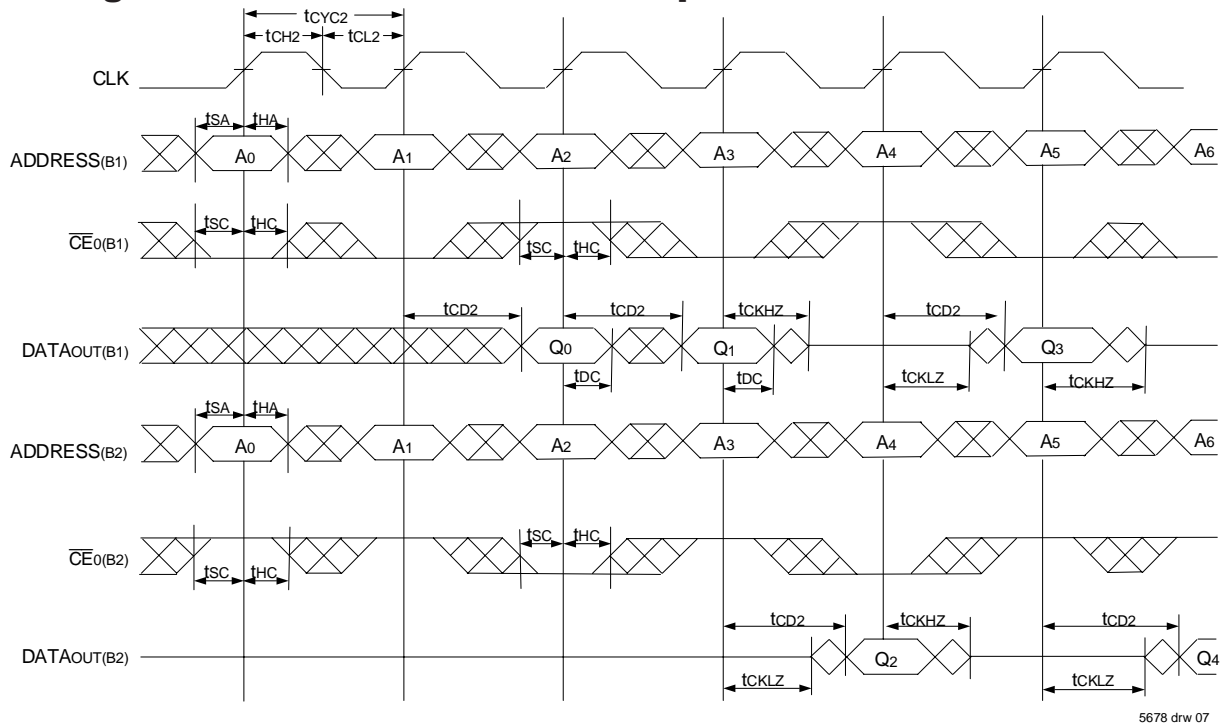 tCYC2
tCH2 tCL2
CLK
tSA tHA
ADDRESS(B1) A0 A1 A2 A3 A4 A5 A6
tSC tHC
CE0(B1) tSC tHC
tCD2 tCD2 tCKHZ tCD2
DATAOUT(B1) Q0 Q1 Q3
tDC tDC tCKLZ tCKHZ
tSA tHA
ADDRESS(B2) A0 A1 A2 A3 A4 A5 A6
tSC tHC
CE0(B2)
tSC tHC
tCD2 tCKHZ tCD2
DATAOUT(B2) Q2 Q4
tCKLZ tCKLZ
5678 drw 07